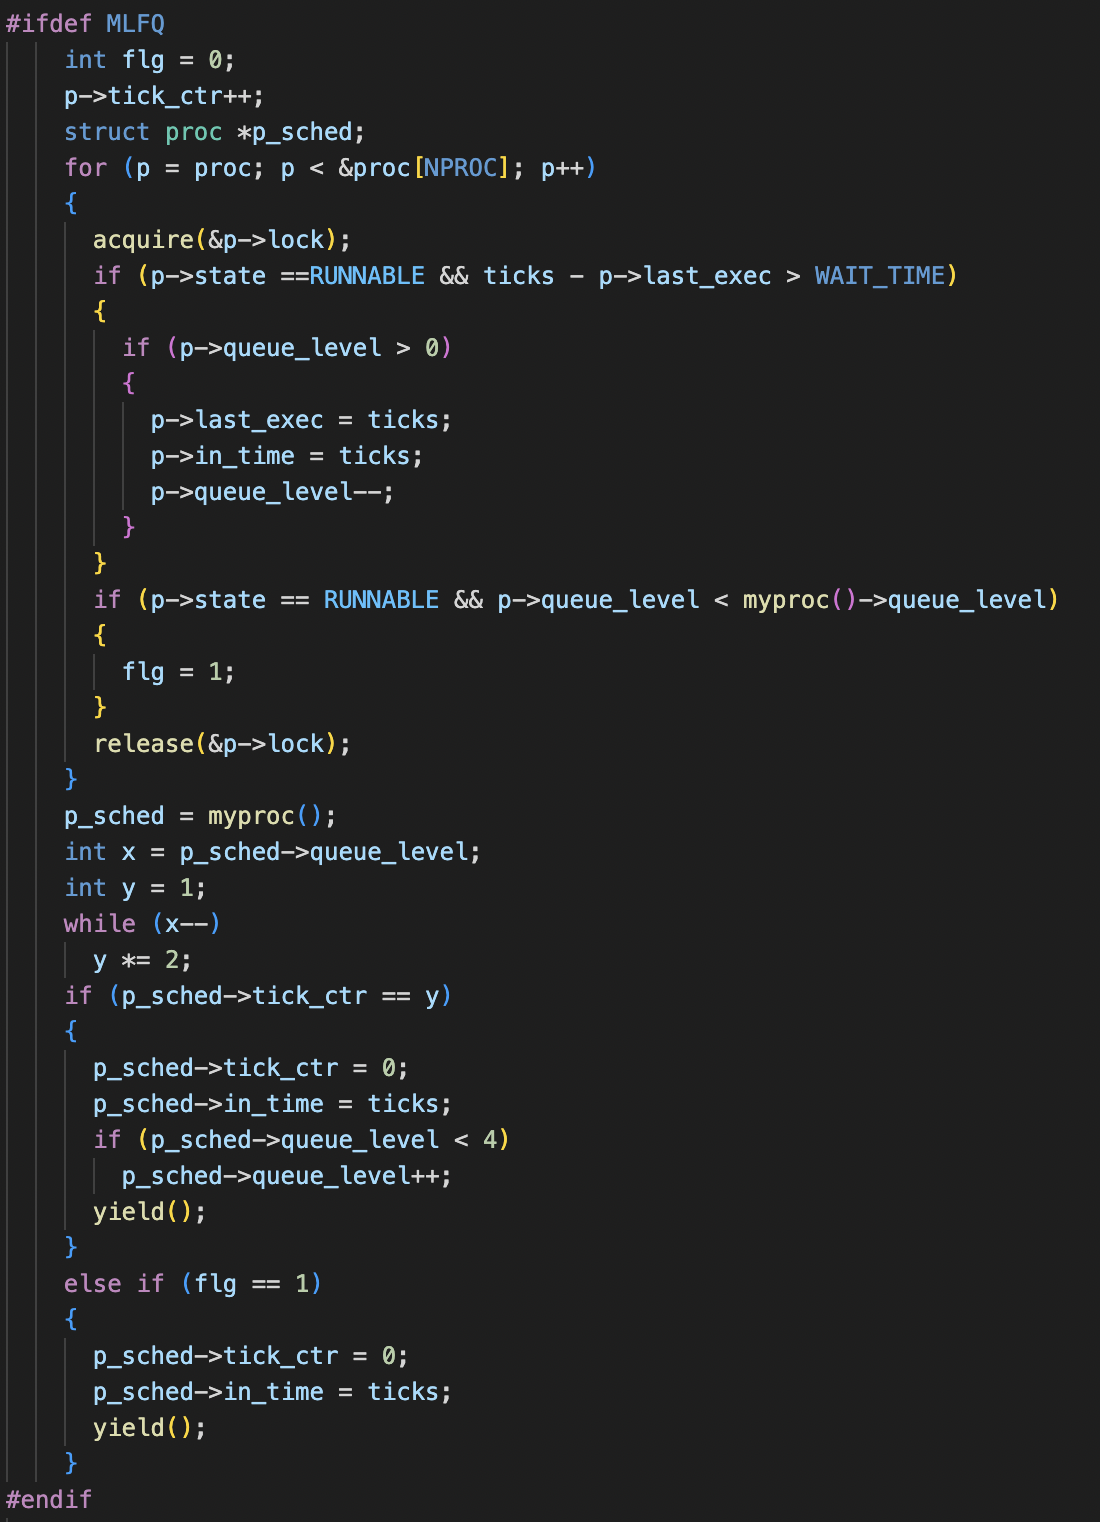 #ifdef MLFQ
    int flg = 0;
    p->tick_ctr++;
    struct proc *p_sched;
    for (p = proc; p < &proc[NPROC]; p++)
    {
      acquire(&p->lock);
      if (p->state ==RUNNABLE && ticks - p->last_exec > WAIT_TIME)
      {
        if (p->queue_level > 0)
        {
          p->last_exec = ticks;
          p->in_time = ticks;
          p->queue_level--;
        }
      }
      if (p->state == RUNNABLE && p->queue_level < myproc()->queue_level)
      {
        flg = 1;
      }
      release(&p->lock);
    }
    p_sched = myproc();
    int x = p_sched->queue_level;
    int y = 1;
    while (x--)
      y *= 2;
    if (p_sched->tick_ctr == y)
    {
      p_sched->tick_ctr = 0;
      p_sched->in_time = ticks;
      if (p_sched->queue_level < 4)
        p_sched->queue_level++;
      yield();
    }
    else if (flg == 1)
    {
      p_sched->tick_ctr = 0;
      p_sched->in_time = ticks;
      yield();
    }
#endif